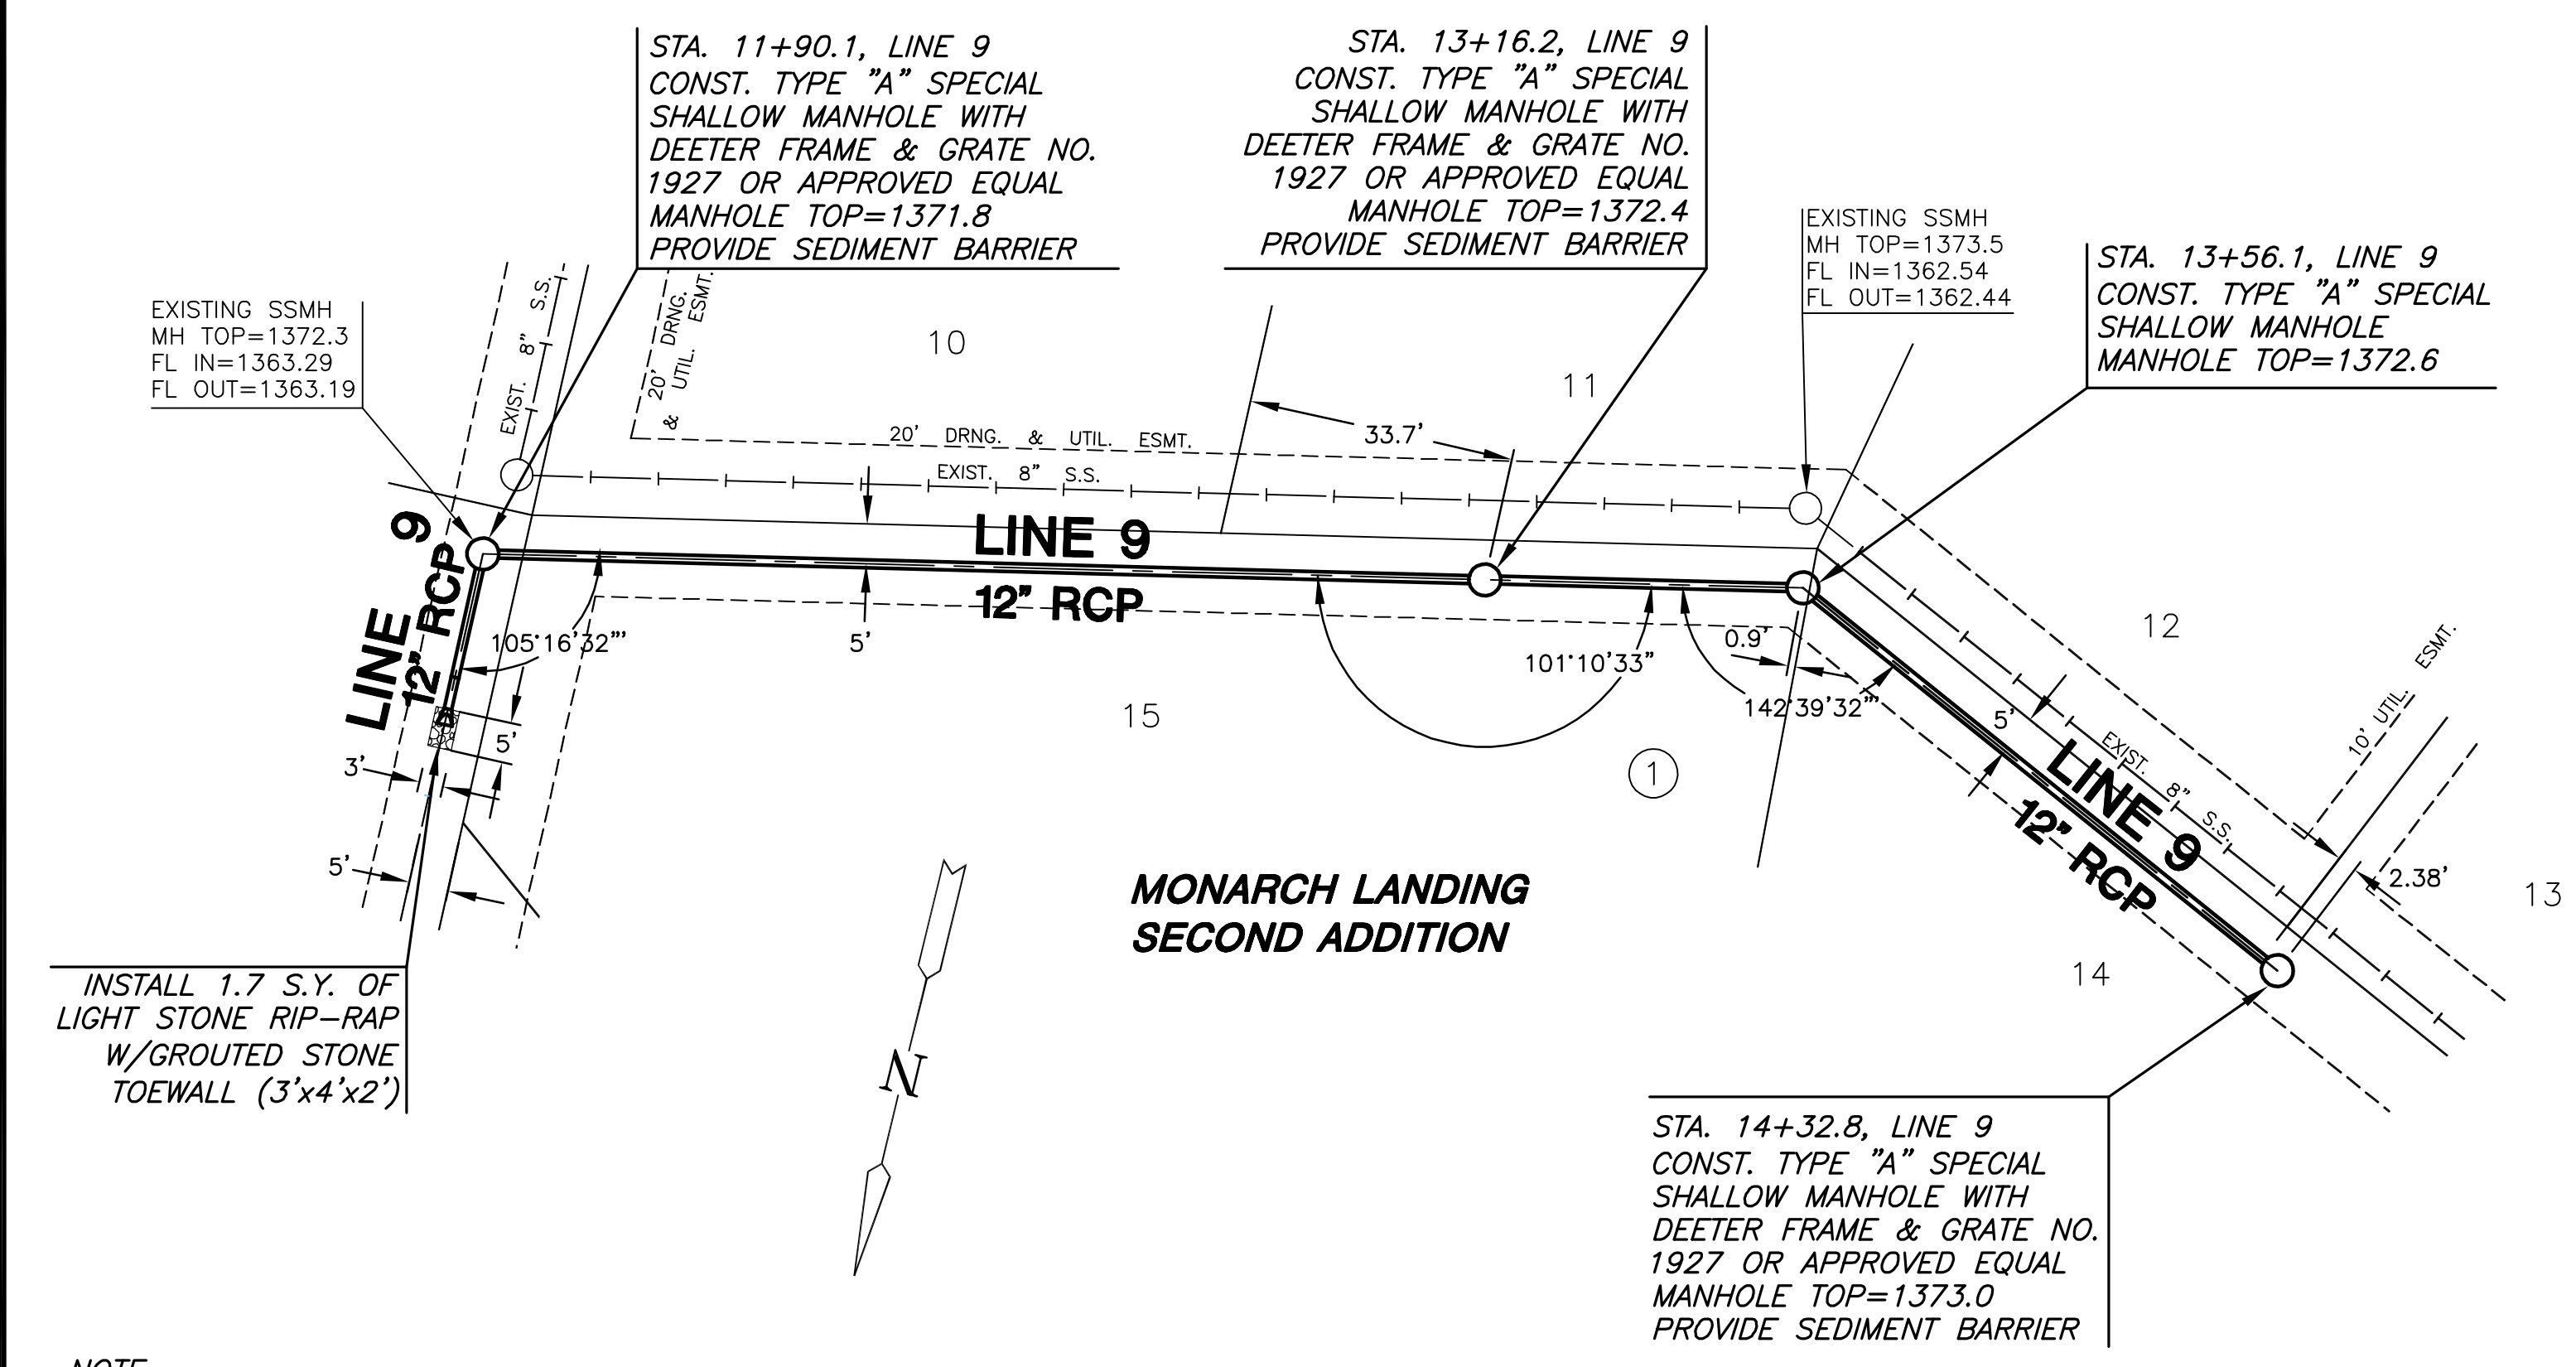 STA. 11+90.1, LINE 9
CONST. TYPE "A" SPECIAL
SHALLOW MANHOLE WITH
DEETER FRAME & GRATE NO.
1927 OR APPROVED EQUAL
MANHOLE TOP=1371.8
PROVIDE SEDIMENT BARRIER
STA. 13+16.2, LINE 9
CONST. TYPE "A" SPECIAL
SHALLOW MANHOLE WITH
DEETER FRAME & GRATE NO.
1927 OR APPROVED EQUAL
MANHOLE TOP=1372.4
PROVIDE SEDIMENT BARRIER
EXISTING SSMH
MH TOP=1373.5
FL IN=1362.54
FL OUT=1362.44
STA. 13+56.1, LINE 9
CONST. TYPE "A" SPECIAL
SHALLOW MANHOLE
MANHOLE TOP=1372.6
EXISTING SSMH
MH TOP=1372.3
FL IN=1363.29
FL OUT=1363.19
EXIST. 8" S.S.
20' DRNG.
& UTIL. ESMT.
10
11
33.7'
20' DRNG. & UTIL. ESMT.
EXIST. 8" S.S.
LINE 9
12" RCP
LINE 9
12" RCP
105°16'32"'
5'
101°10'33"
0.9'
142°39'32"'
12
15
5'
3'
5'
5'
1
EXIST. 8" S.S.
LINE 9
12" RCP
10' UTIL. ESMT.
2.38'
13
14
MONARCH LANDING
SECOND ADDITION
N
INSTALL 1.7 S.Y. OF
LIGHT STONE RIP-RAP
W/GROUTED STONE
TOEWALL (3'x4'x2')
STA. 14+32.8, LINE 9
CONST. TYPE "A" SPECIAL
SHALLOW MANHOLE WITH
DEETER FRAME & GRATE NO.
1927 OR APPROVED EQUAL
MANHOLE TOP=1373.0
PROVIDE SEDIMENT BARRIER
NOTE